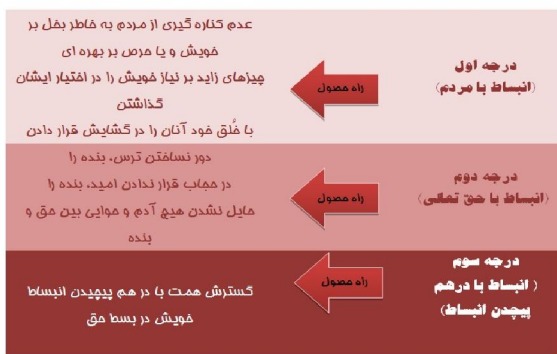 درجه اول
(انبساط با مردم)
راه حصول
عدم کناره گیری از مردم به خاطر بخل بر
خویش و یا حرص بر بهره ای
چیزهای زاید بر نیاز خویش را در اختیار ایشان
گذاشتن
با خُلق خود آنان را در گشایش قرار دادن
درجه دوم
(انبساط با حق تعالی)
راه حصول
دور نساختن ترس، بنده را
در حجاب قرار ندادن امید، بنده را
حایل نشدن هیچ آدم و حوایی بین حق و
بنده
درجه سوم
( انبساط با درهم
پیچدن انبساط)
راه حصول
گسترش همت با در هم پیچیدن انبساط
خویش در بسط حق